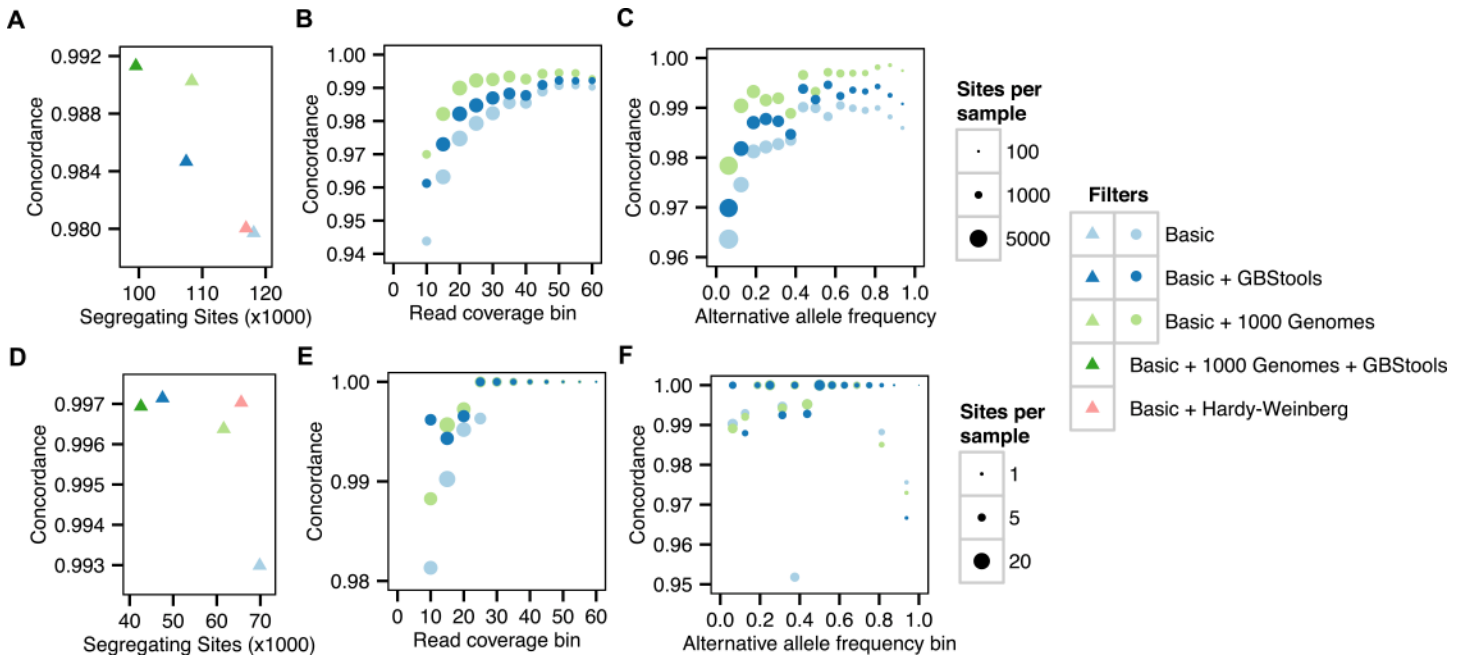 A
Concordance
0.992
0.988
0.984
0.980
100 110 120
Segregating Sites (x1000)
B
Concordance
1.00
0.99
0.98
0.97
0.96
0.95
0.94
0 10 20 30 40 50 60
Read coverage bin
C
Concordance
1.00
0.99
0.98
0.97
0.96
0.0 0.2 0.4 0.6 0.8 1.0
Alternative allele frequency
Sites per
sample
100
1000
5000
D
Concordance
0.997
0.996
0.995
0.994
0.993
40 50 60 70
Segregating Sites (x1000)
E
Concordance
1.00
0.99
0.98
0 10 20 30 40 50 60
Read coverage bin
F
Concordance
1.00
0.99
0.98
0.97
0.96
0.95
0.0 0.2 0.4 0.6 0.8 1.0
Alternative allele frequency bin
Sites per
sample
1
5
20
Filters
Basic
Basic + GBStools
Basic + 1000 Genomes
Basic + 1000 Genomes + GBStools
Basic + Hardy-Weinberg